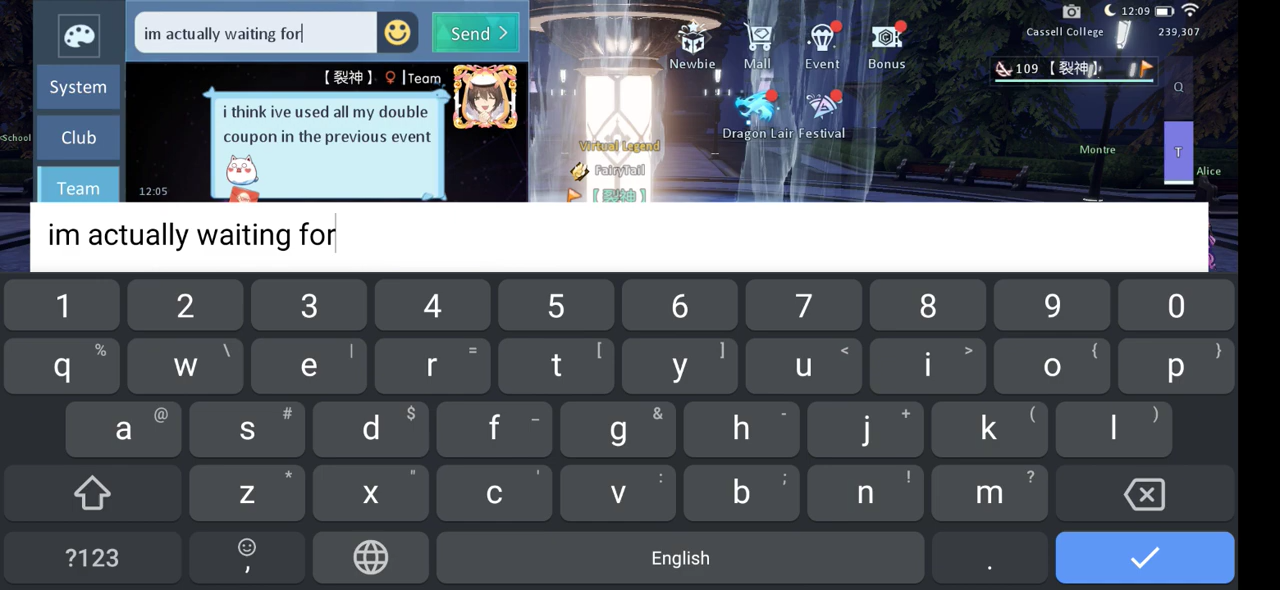 im actually waiting for
Send >
System
Club
Team
【裂神】 ♀ |Team
i think ive used all my double
coupon in the previous event
12:05
School
Newbie
Mall
Event
Bonus
Dragon Lair
Festival
Virtual Legend
FairyTail
【裂神】
12:09
Cassell College
239,307
109 【裂神】
Q
T
Montre
Alice
im actually waiting for
1 2 3 4 5 6 7 8 9 0
q % w \ e | r = t [ y ] u < i > o { p }
a @ s # d $ f _ g & h - j + k ( l )
z * x " c ' v : b ; n ! m ?
?123 , English .